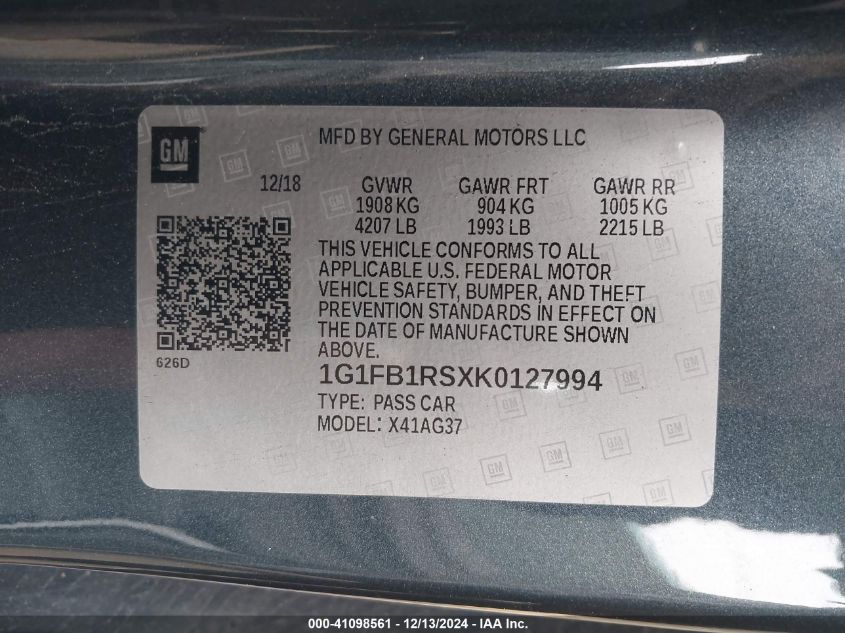 GM
MFD BY GENERAL MOTORS LLC
12/18 GVWR GAWR FRT GAWR RR
1908 KG 904 KG 1005 KG
4207 LB 1993 LB 2215 LB
THIS VEHICLE CONFORMS TO ALL
APPLICABLE U.S. FEDERAL MOTOR
VEHICLE SAFETY, BUMPER, AND THEFT
PREVENTION STANDARDS IN EFFECT ON
THE DATE OF MANUFACTURE SHOWN
ABOVE.
626D
1G1FB1RSXK0127994
TYPE: PASS CAR
MODEL: X41AG37
000-41098561 - 12/13/2024 - Copyright © 2024 IAA, Inc.